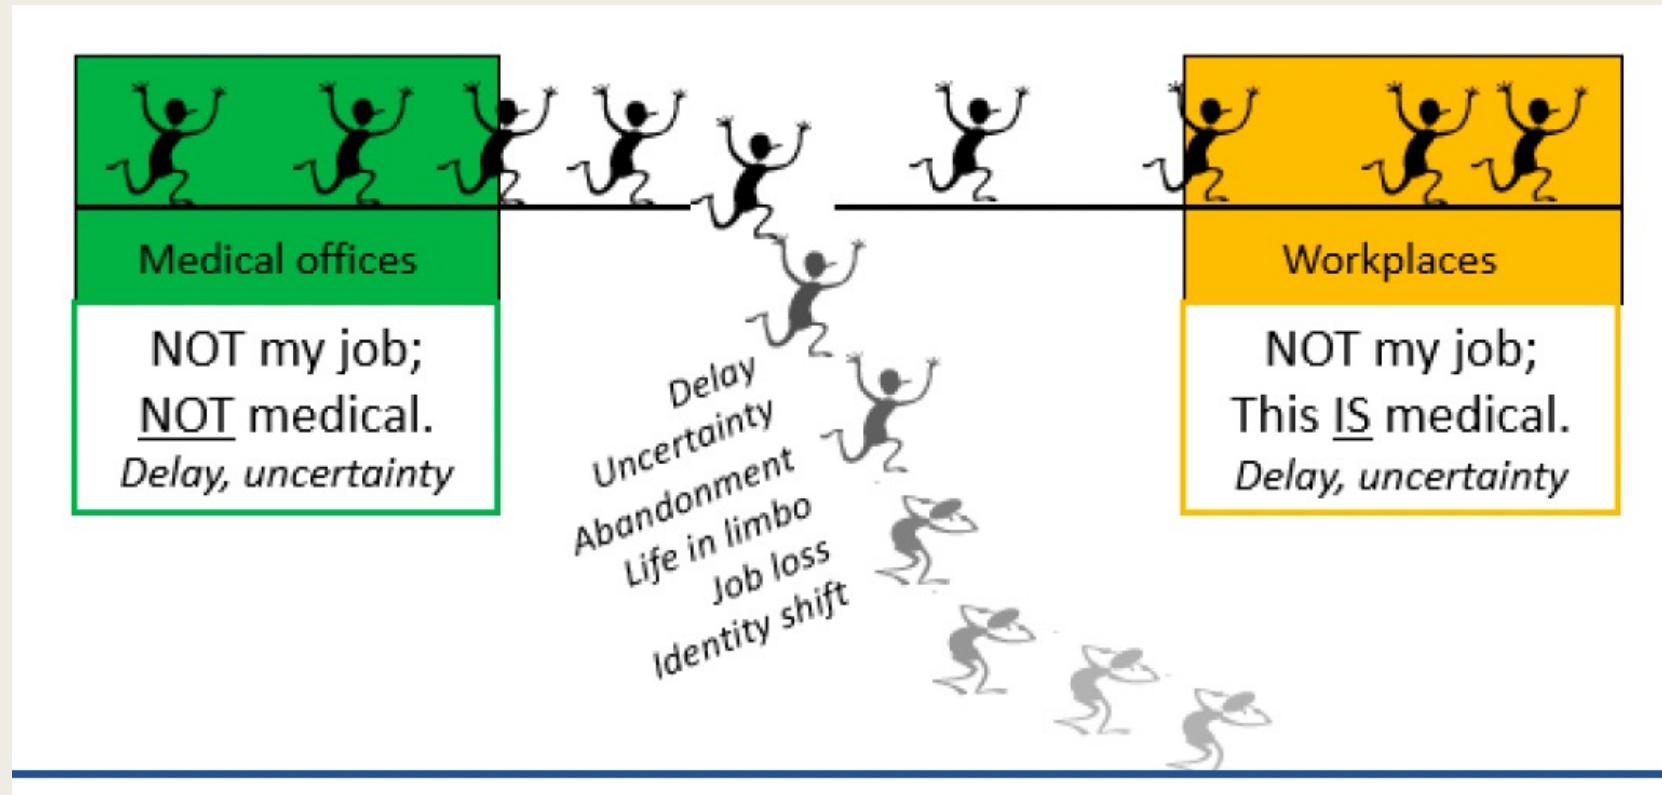 Medical offices
NOT my job;
NOT medical.
Delay, uncertainty
Delay
Uncertainty
Abandonment
Life in limbo
Job loss
Identity shift
Workplaces
NOT my job;
This IS medical.
Delay, uncertainty